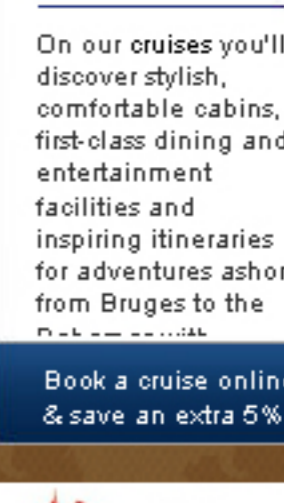 On our cruises you'll
discover stylish,
comfortable cabins,
first-class dining and
entertainment
facilities and
inspiring itineraries
for adventures ashor
from Bruges to the
Book a cruise onlin
& save an extra 5%